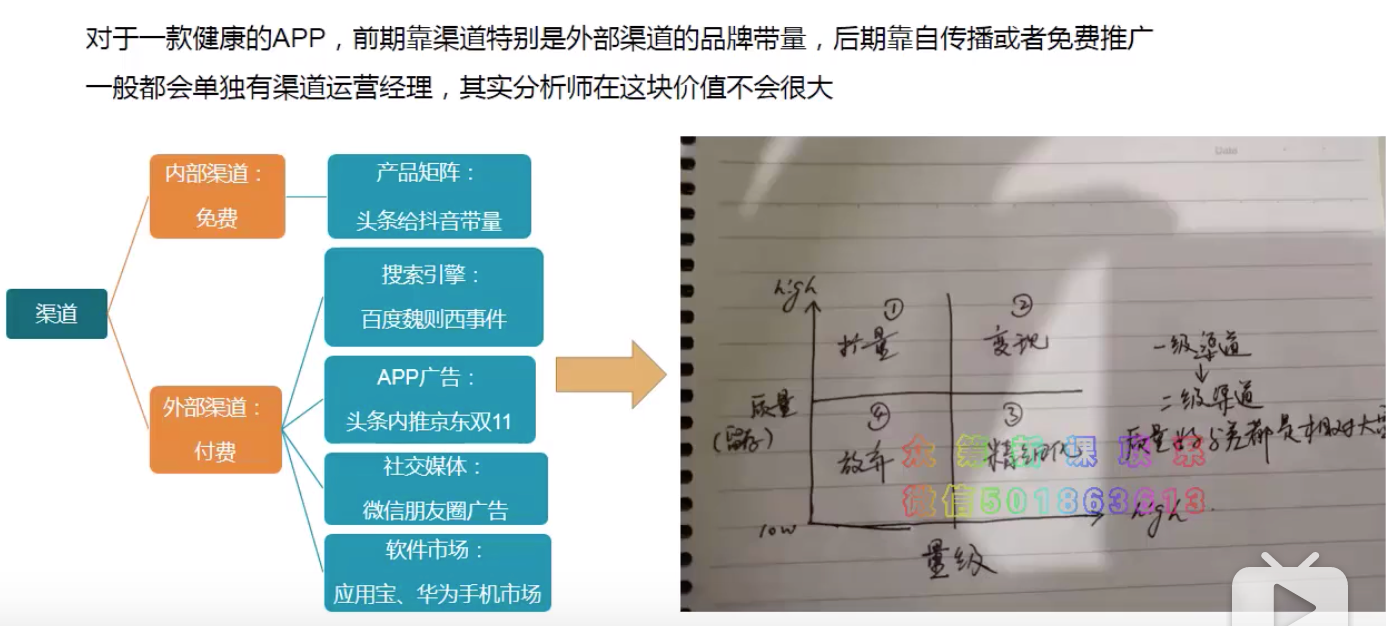 对于一款健康的APP，前期靠渠道特别是外部渠道的品牌带量，后期靠自传播或者免费推广
一般都会单独有渠道运营经理，其实分析师在这块价值不会很大
渠道
内部渠道：
免费
产品矩阵：
头条给抖音带量
外部渠道：
付费
搜索引擎：
百度魏则西事件
APP广告：
头条内推京东双11
社交媒体：
微信朋友圈广告
软件市场：
应用宝、华为手机市场
Date
high
①
扩量
②
变现
质量
(留存)
④
放弃
③
精细化
low
high
量级
一级渠道
↓
二级渠道
质量好与差都是相对大
众筹新课联系
微信501863613